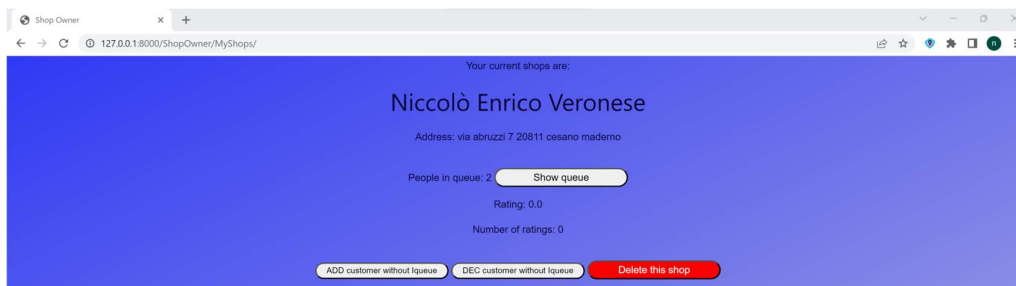 Shop Owner
127.0.0.1:8000/ShopOwner/MyShops/
n
Your current shops are:
Niccolò Enrico Veronese
Address: via abruzzi 7 20811 cesano maderno
People in queue: 2 Show queue
Rating: 0.0
Number of ratings: 0
ADD customer without Iqueue DEC customer without Iqueue Delete this shop